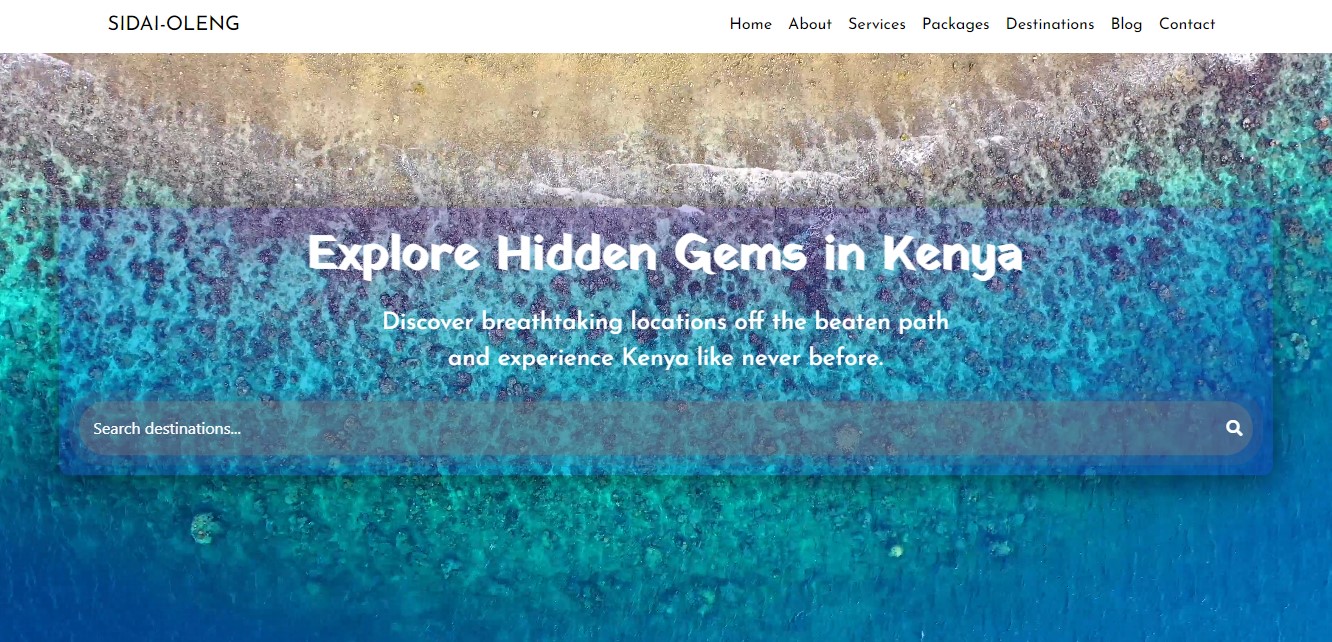 SIDAI-OLENG
Home About Services Packages Destinations Blog Contact
Explore Hidden Gems in Kenya
Discover breathtaking locations off the beaten path
and experience Kenya like never before.
Search destinations...